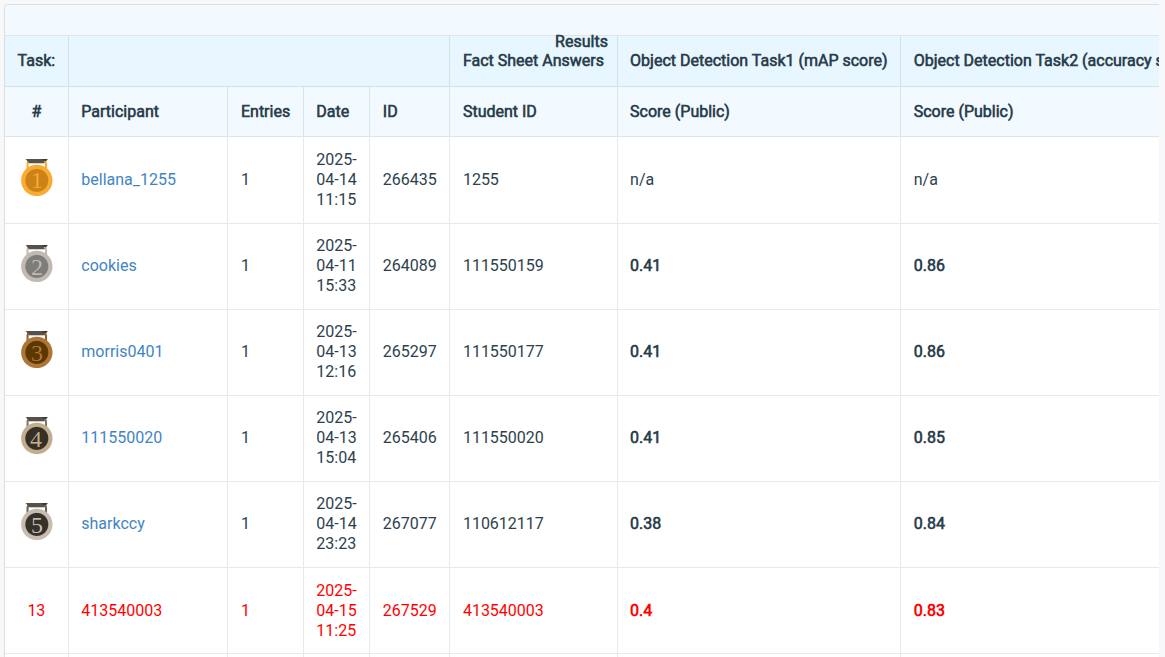 Results
Task: Fact Sheet Answers Object Detection Task1 (mAP score) Object Detection Task2 (accuracy s
# Participant Entries Date ID Student ID Score (Public) Score (Public)
1 bellana_1255 1 2025-04-14 11:15 266435 1255 n/a n/a
2 cookies 1 2025-04-11 15:33 264089 111550159 0.41 0.86
3 morris0401 1 2025-04-13 12:16 265297 111550177 0.41 0.86
4 111550020 1 2025-04-13 15:04 265406 111550020 0.41 0.85
5 sharkccy 1 2025-04-14 23:23 267077 110612117 0.38 0.84
13 413540003 1 2025-04-15 11:25 267529 413540003 0.4 0.83